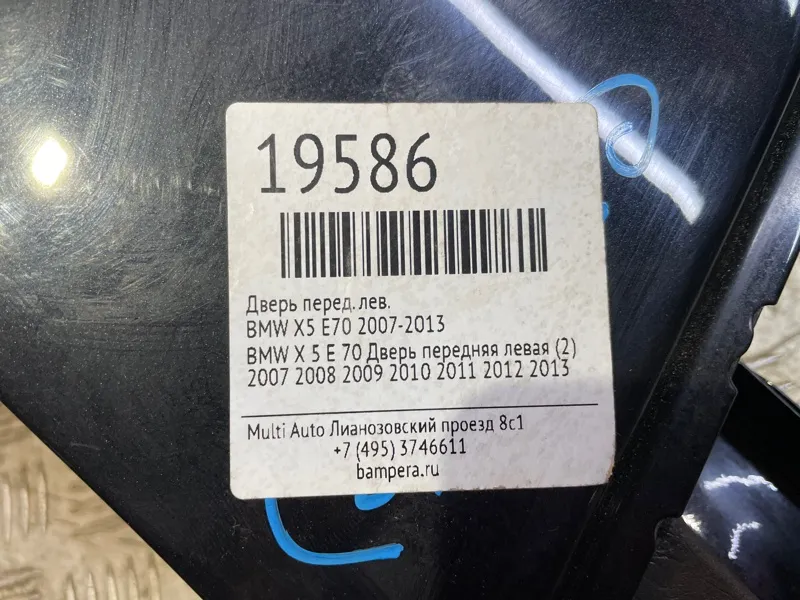 19586
Дверь перед. лев.
BMW X5 E70 2007-2013
BMW X 5 E 70 Дверь передняя левая (2)
2007 2008 2009 2010 2011 2012 2013
Multi Auto Лианозовский проезд 8с1
+7 (495) 3746611
bampera.ru